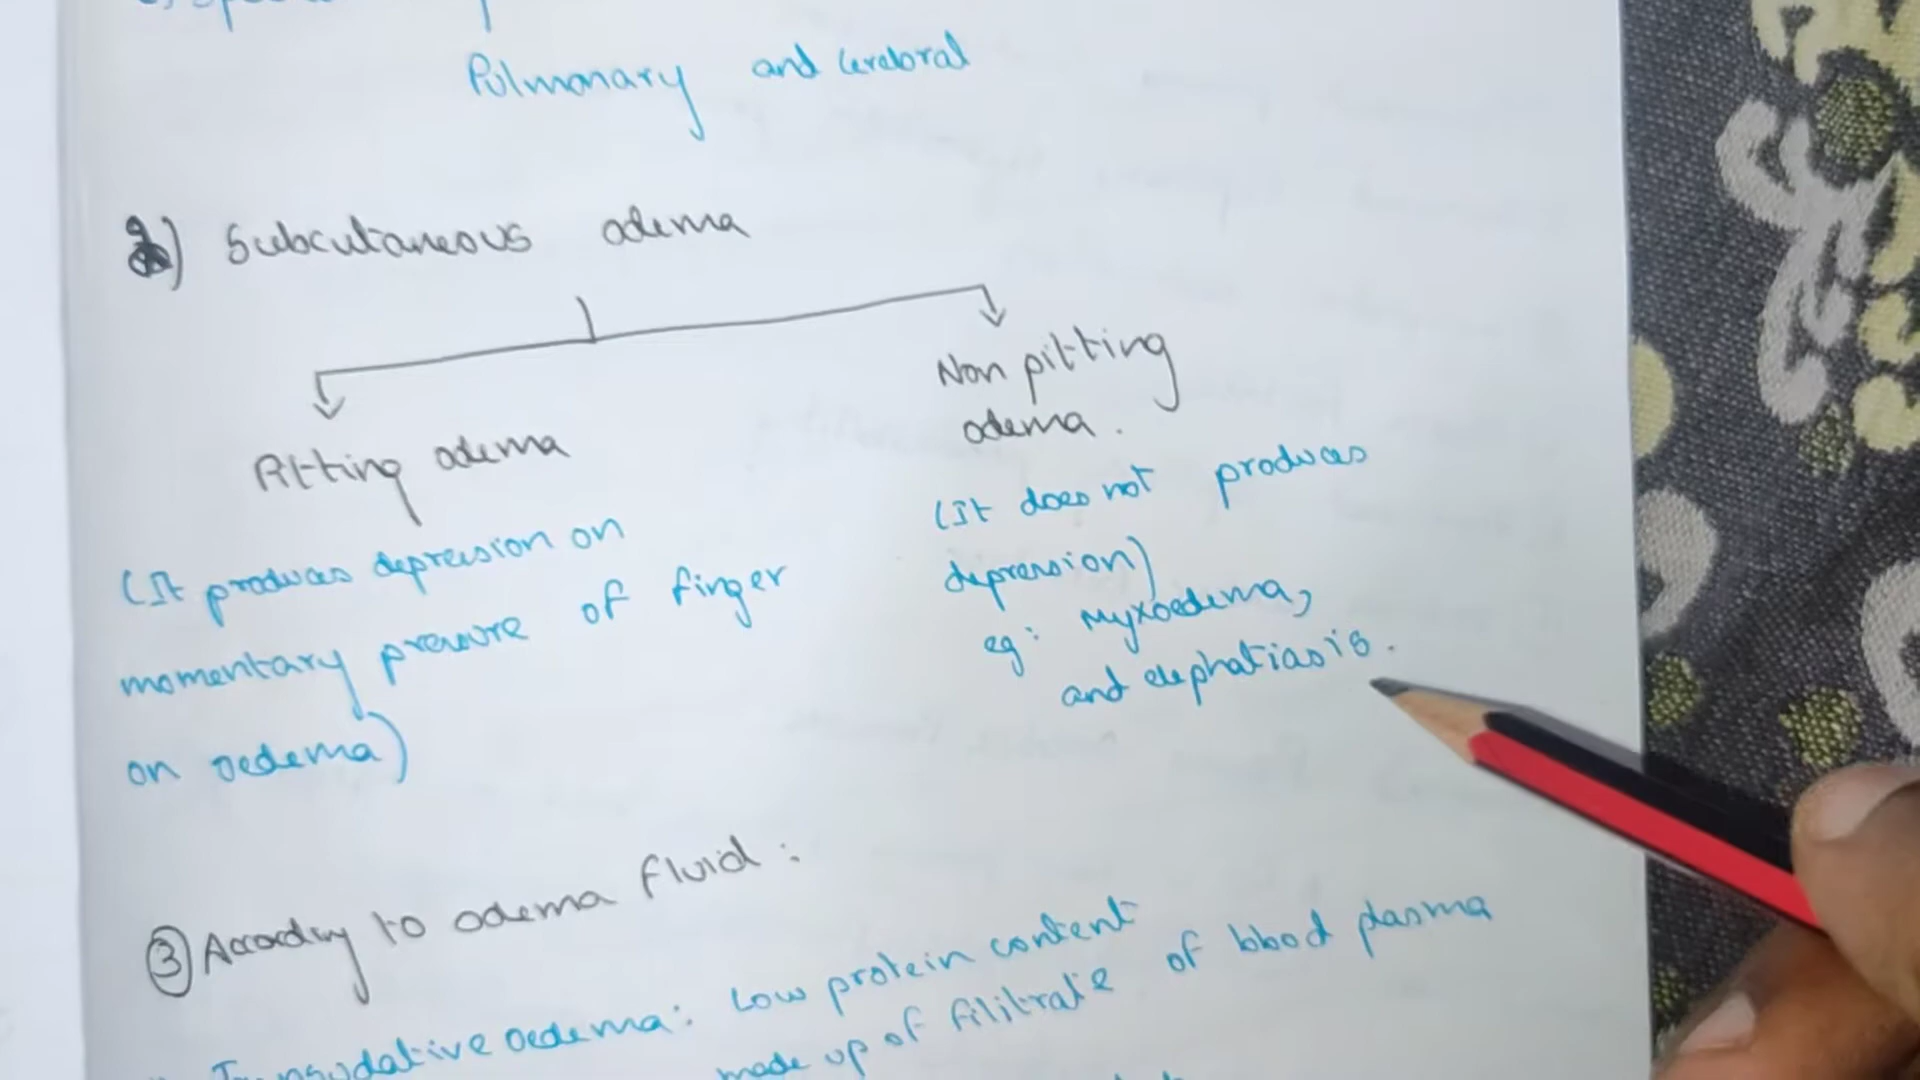 Pulmonary and cerebral
2) Subcutaneous odema
Pitting odema
(It produces depression on
momentary pressure of finger
on oedema)
Non pitting
odema.
(It does not produces
depression)
eg: Myxoedema,
and elephatiasis.
③ According to odema fluid:
Transudative oedema: Low protein content
made up of filitrate of blood plasma